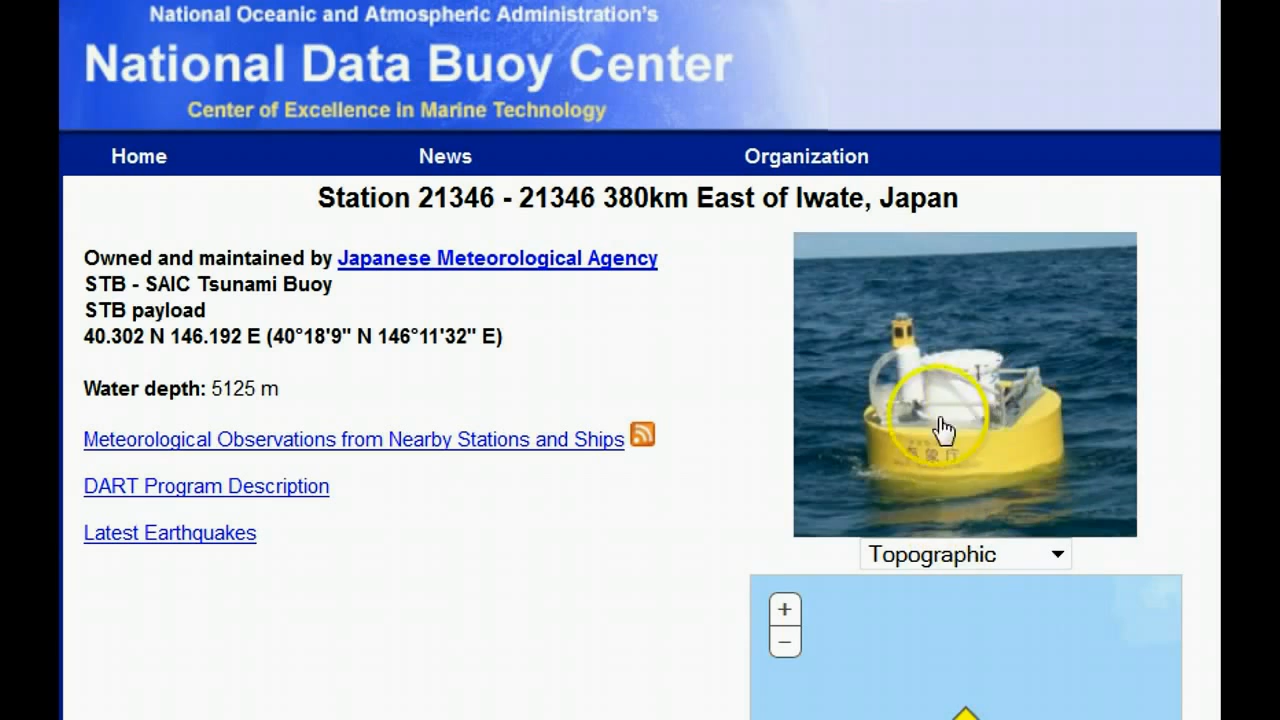 National Oceanic and Atmospheric Administration's
National Data Buoy Center
Center of Excellence in Marine Technology
Home News Organization
Station 21346 - 21346 380km East of Iwate, Japan
Owned and maintained by Japanese Meteorological Agency
STB - SAIC Tsunami Buoy
STB payload
40.302 N 146.192 E (40°18'9" N 146°11'32" E)
Water depth: 5125 m
Meteorological Observations from Nearby Stations and Ships
DART Program Description
Latest Earthquakes
気象庁
Topographic
+
−